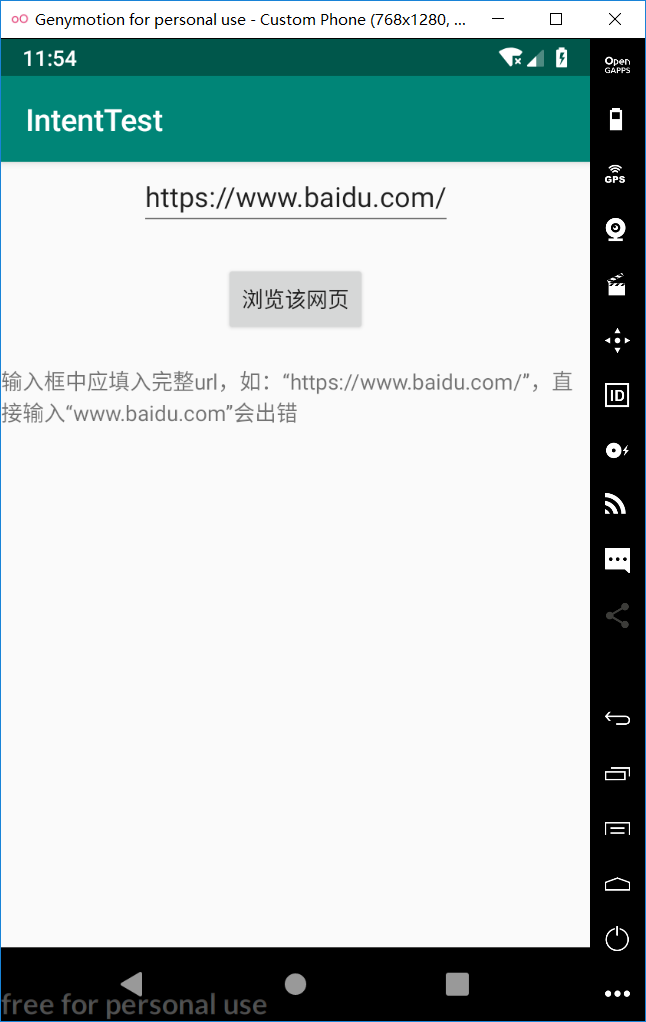 Genymotion for personal use - Custom Phone (768x1280, ...
11:54
Open
GAPPS
IntentTest
GPS
https://www.baidu.com/
浏览该网页
输入框中应填入完整url，如：“https://www.baidu.com/”，直
接输入“www.baidu.com”会出错
ID
free for personal use